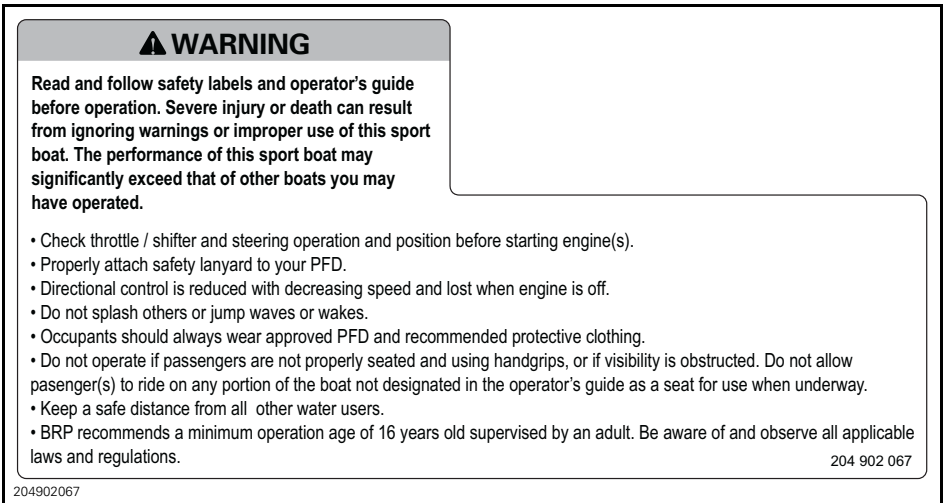 ⚠ WARNING
Read and follow safety labels and operator’s guide
before operation. Severe injury or death can result
from ignoring warnings or improper use of this sport
boat. The performance of this sport boat may
significantly exceed that of other boats you may
have operated.
• Check throttle / shifter and steering operation and position before starting engine(s).
• Properly attach safety lanyard to your PFD.
• Directional control is reduced with decreasing speed and lost when engine is off.
• Do not splash others or jump waves or wakes.
• Occupants should always wear approved PFD and recommended protective clothing.
• Do not operate if passengers are not properly seated and using handgrips, or if visibility is obstructed. Do not allow
pasenger(s) to ride on any portion of the boat not designated in the operator’s guide as a seat for use when underway.
• Keep a safe distance from all  other water users.
• BRP recommends a minimum operation age of 16 years old supervised by an adult. Be aware of and observe all applicable
laws and regulations.
204 902 067
204902067